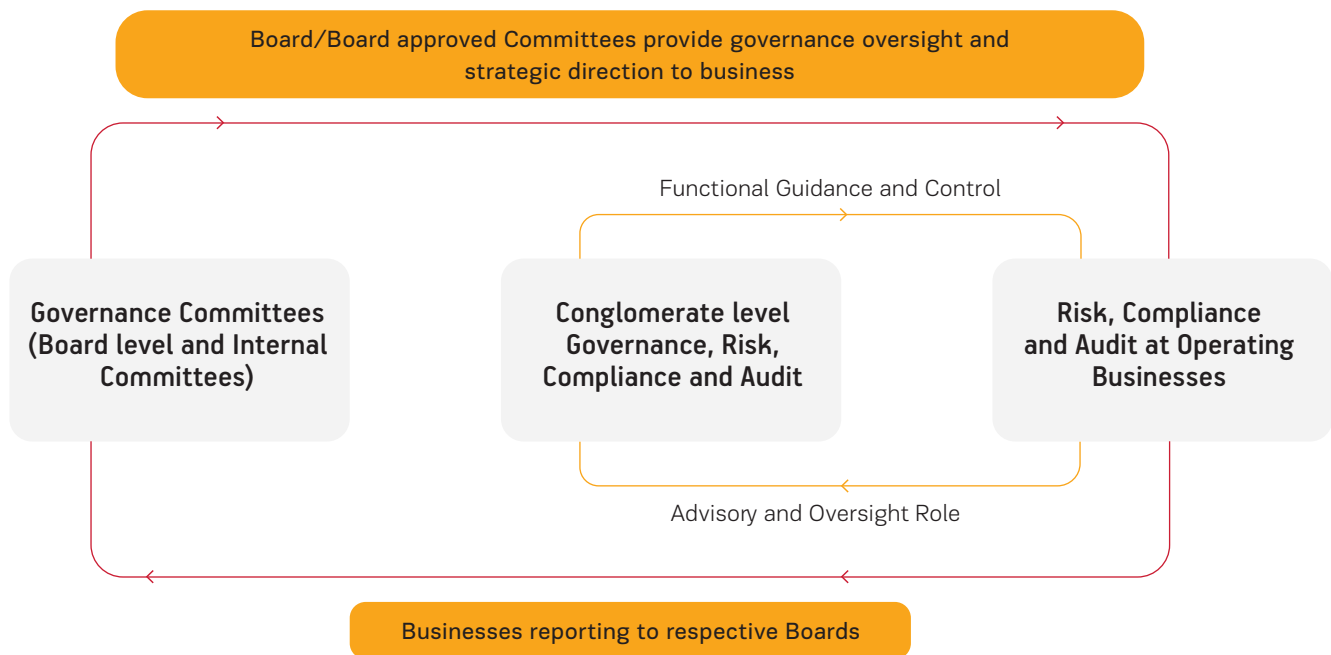 Board/Board approved Committees provide governance oversight and
strategic direction to business
Functional Guidance and Control
Governance Committees
(Board level and Internal
Committees)
Conglomerate level
Governance, Risk,
Compliance and Audit
Risk, Compliance
and Audit at Operating
Businesses
Advisory and Oversight Role
Businesses reporting to respective Boards